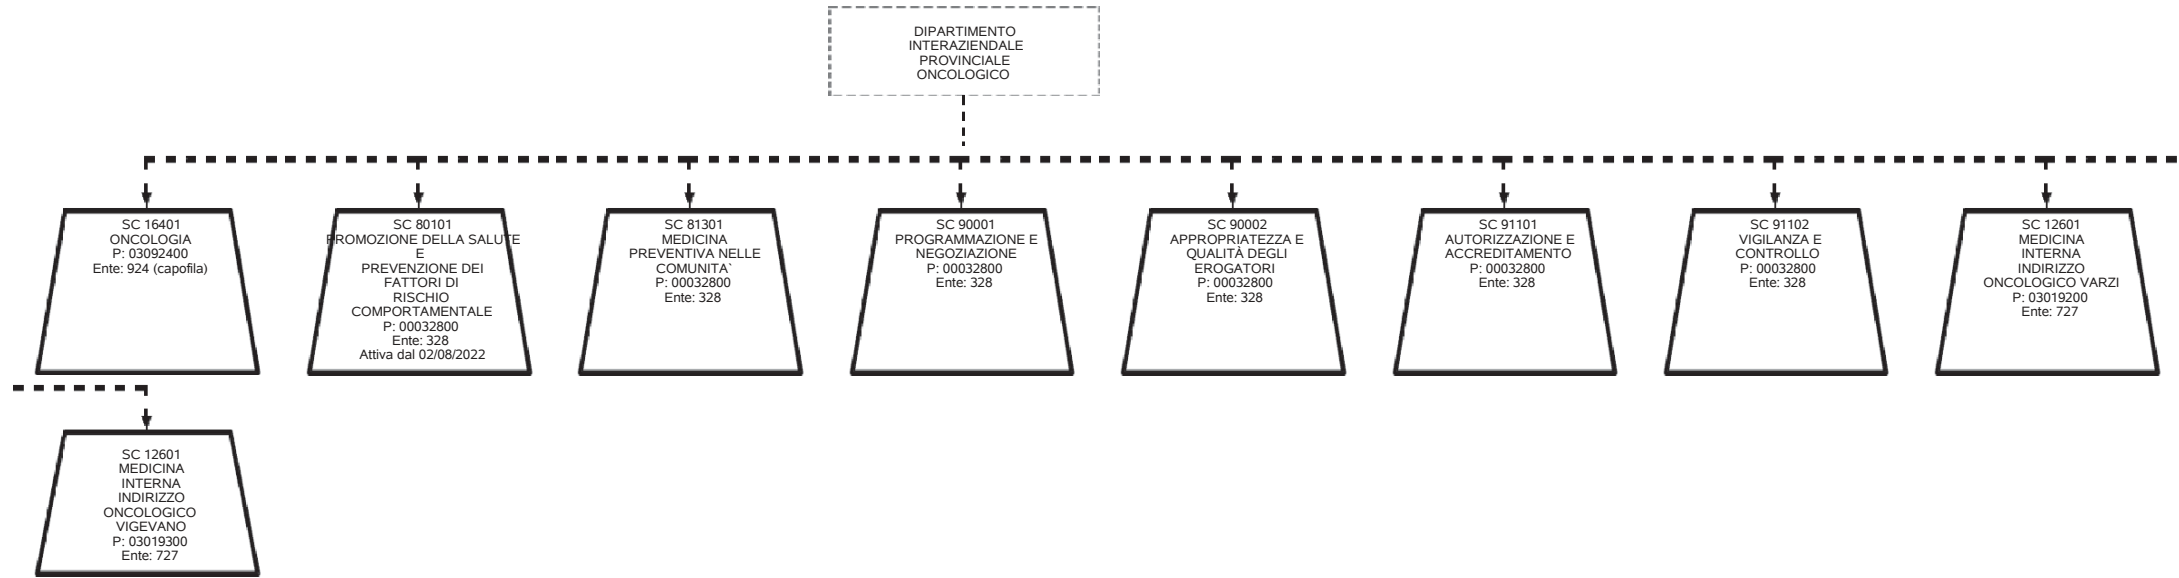 DIPARTIMENTO
INTERAZIENDALE
PROVINCIALE
ONCOLOGICO
SC 16401
ONCOLOGIA
P: 03092400
Ente: 924 (capofila)
SC 80101
PROMOZIONE DELLA SALUTE
E
PREVENZIONE DEI
FATTORI DI
RISCHIO
COMPORTAMENTALE
P: 00032800
Ente: 328
Attiva dal 02/08/2022
SC 81301
MEDICINA
PREVENTIVA NELLE
COMUNITA`
P: 00032800
Ente: 328
SC 90001
PROGRAMMAZIONE E
NEGOZIAZIONE
P: 00032800
Ente: 328
SC 90002
APPROPRIATEZZA E
QUALITÀ DEGLI
EROGATORI
P: 00032800
Ente: 328
SC 91101
AUTORIZZAZIONE E
ACCREDITAMENTO
P: 00032800
Ente: 328
SC 91102
VIGILANZA E
CONTROLLO
P: 00032800
Ente: 328
SC 12601
MEDICINA
INTERNA
INDIRIZZO
ONCOLOGICO VARZI
P: 03019200
Ente: 727
SC 12601
MEDICINA
INTERNA
INDIRIZZO
ONCOLOGICO
VIGEVANO
P: 03019300
Ente: 727